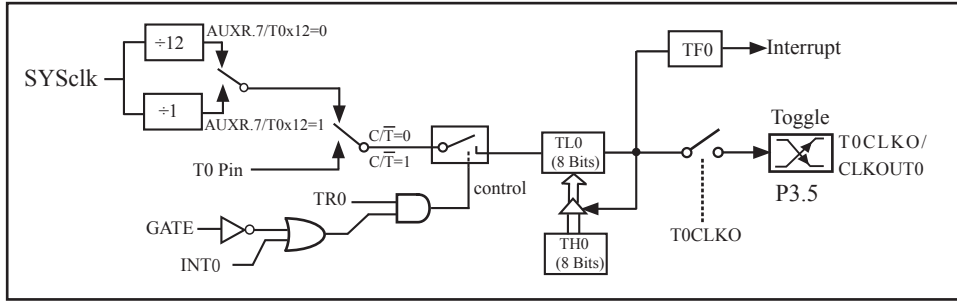 AUXR.7/T0x12=0
÷12
SYSclk
÷1
AUXR.7/T0x12=1
T0 Pin
C/T̅=0
C/T̅=1
control
TR0
GATE
INT0
TL0
(8 Bits)
TH0
(8 Bits)
TF0
Interrupt
Toggle
T0CLKO/
CLKOUT0
P3.5
T0CLKO